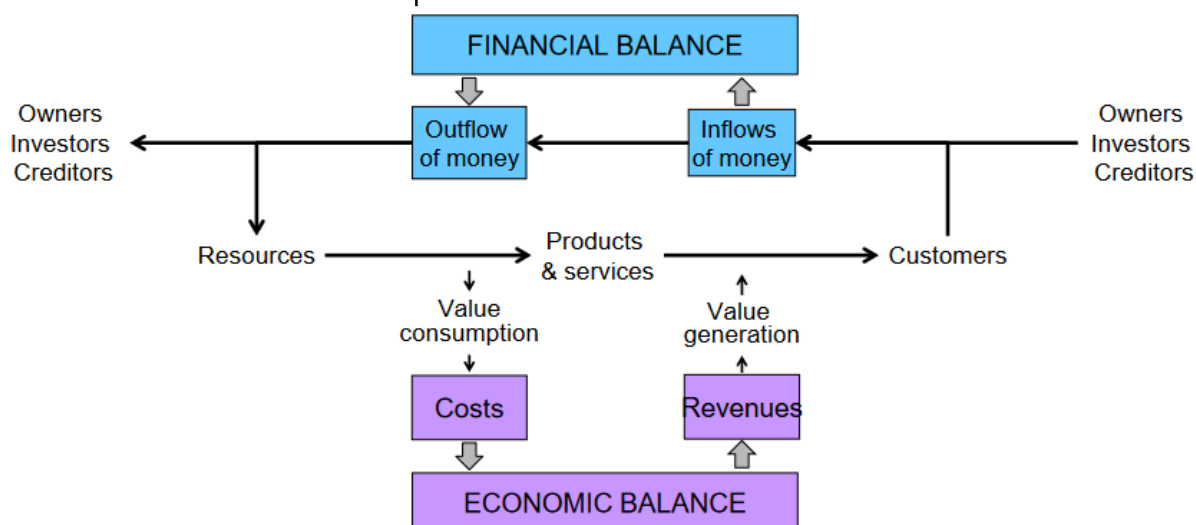 FINANCIAL BALANCE
Owners
Investors
Creditors
Outflow
of money
Inflows
of money
Owners
Investors
Creditors
Resources
Products
& services
Customers
Value
consumption
Value
generation
Costs
Revenues
ECONOMIC BALANCE